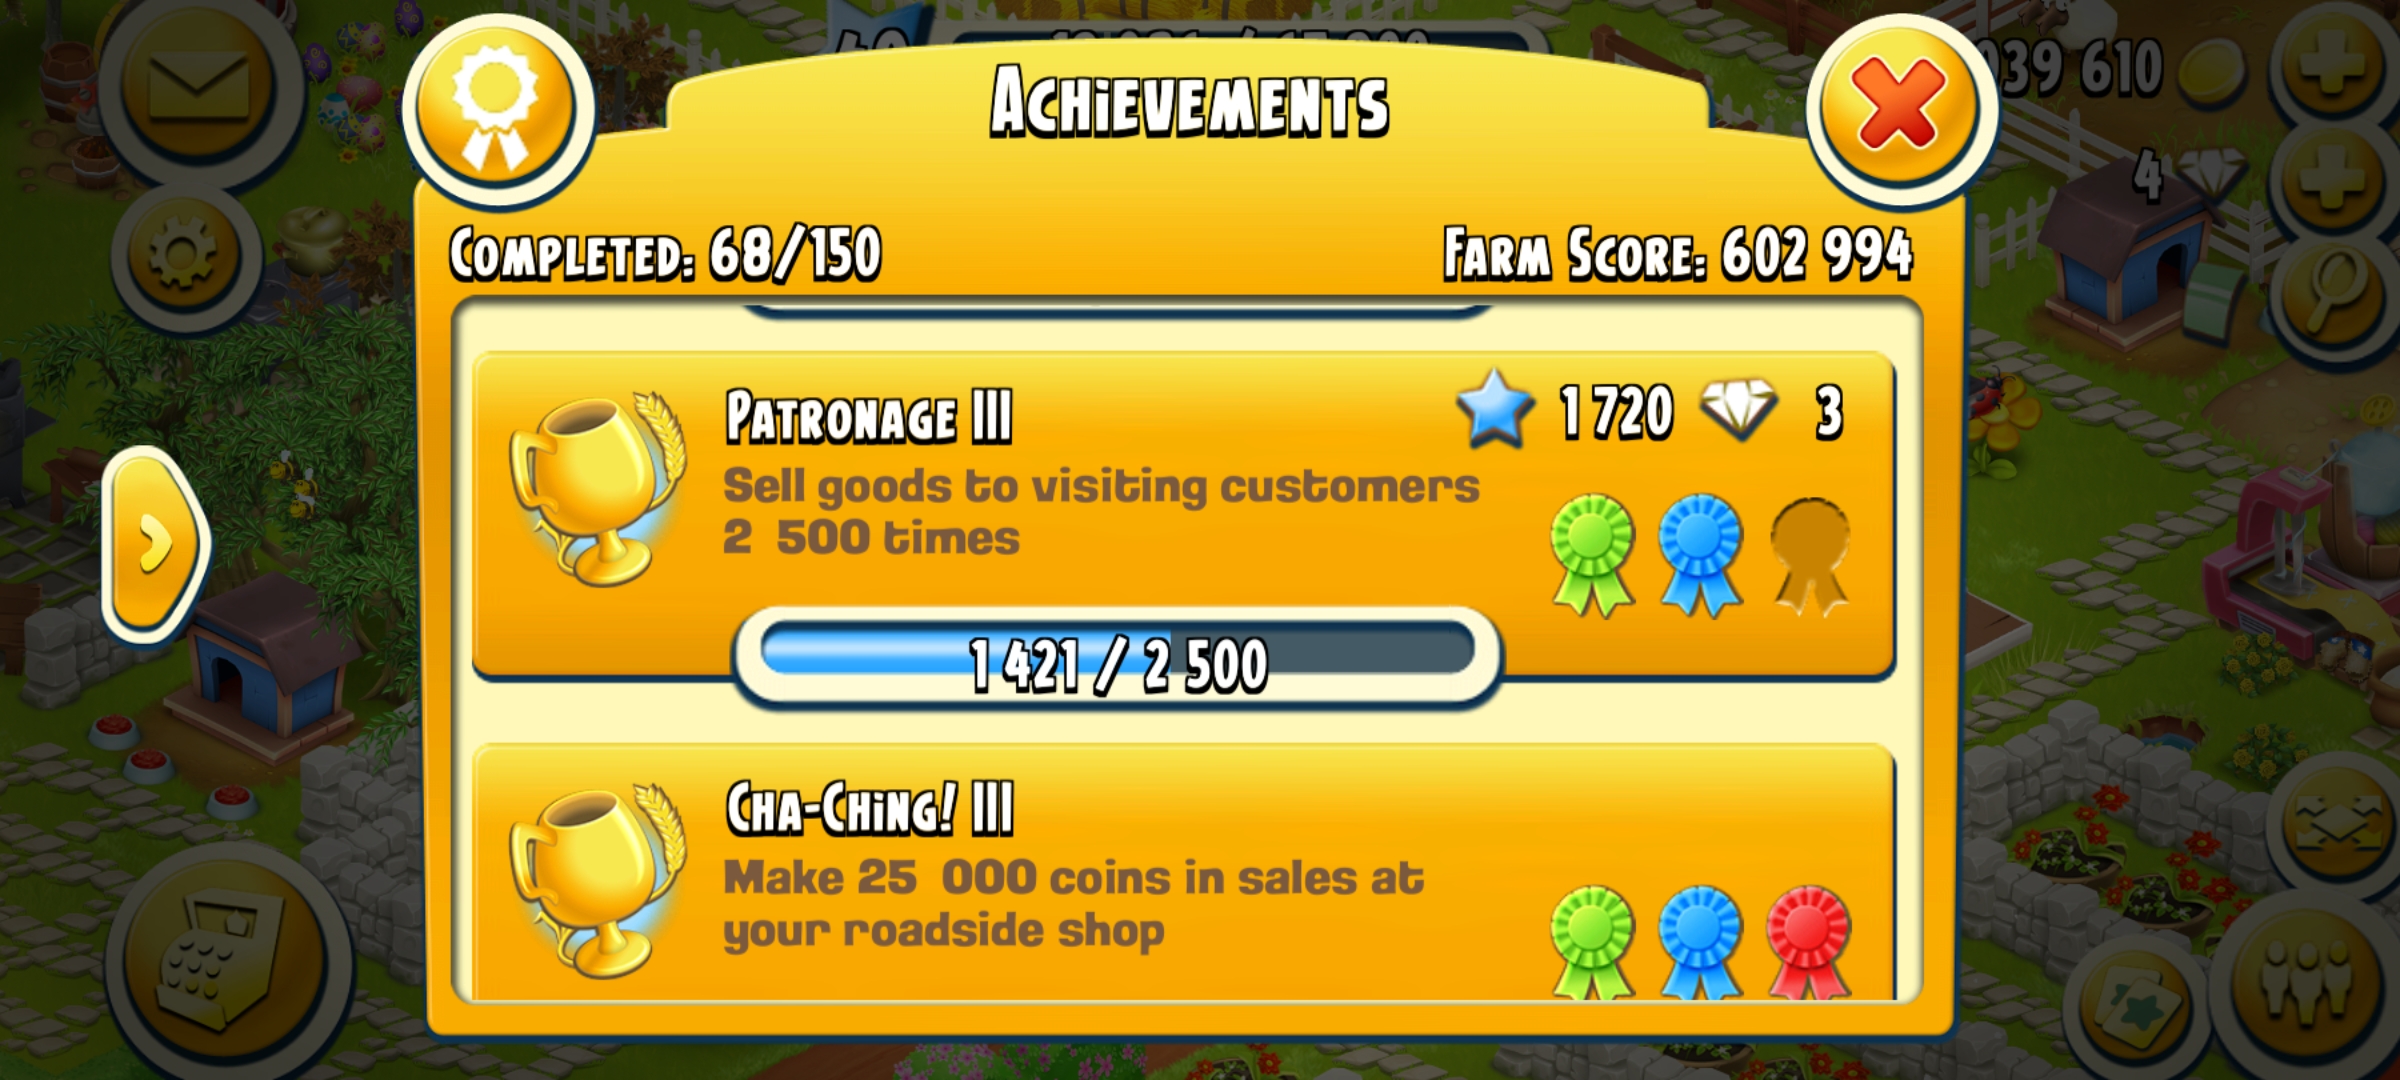 ACHiEVEMENTS
039 610
4
COMPLETED: 68/150
FARM SCORE: 602 994
PATRONAGE III
1 720
3
Sell goods to visiting customers
2 500 times
1 421 / 2 500
CHA-CHiNG! III
Make 25 000 coins in sales at
your roadside shop